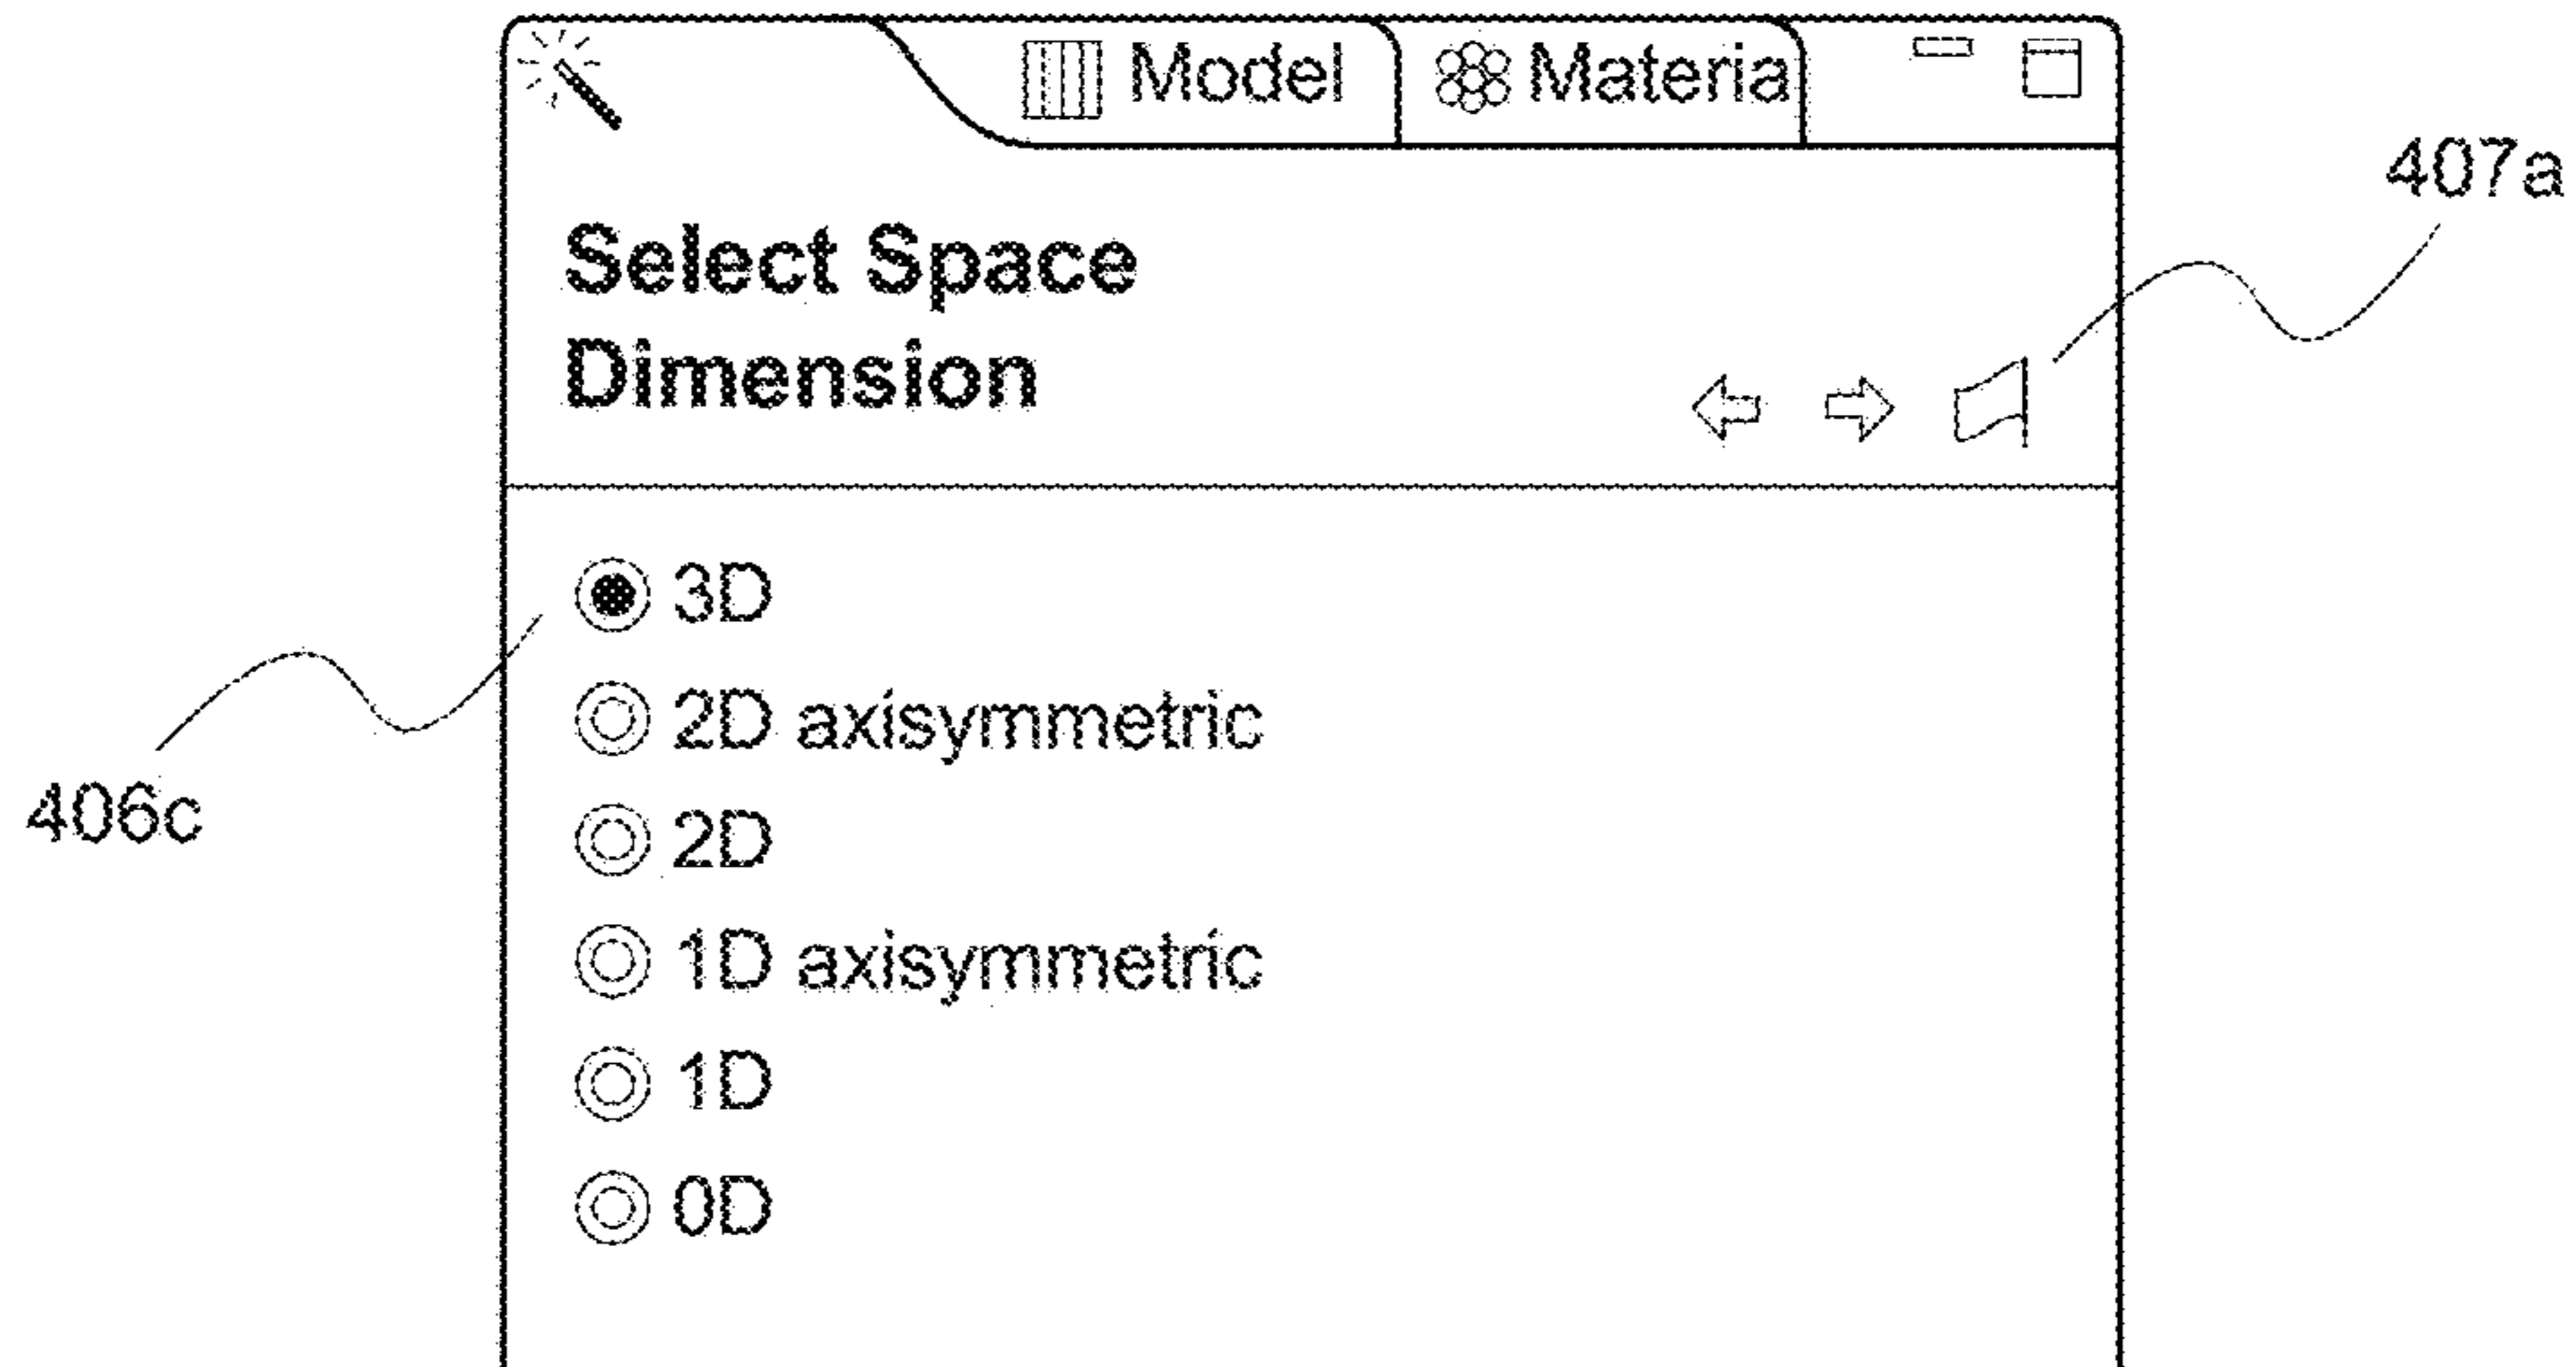 Model Materia
407a
Select Space
Dimension
3D
2D axisymmetric
406c
2D
1D axisymmetric
1D
0D